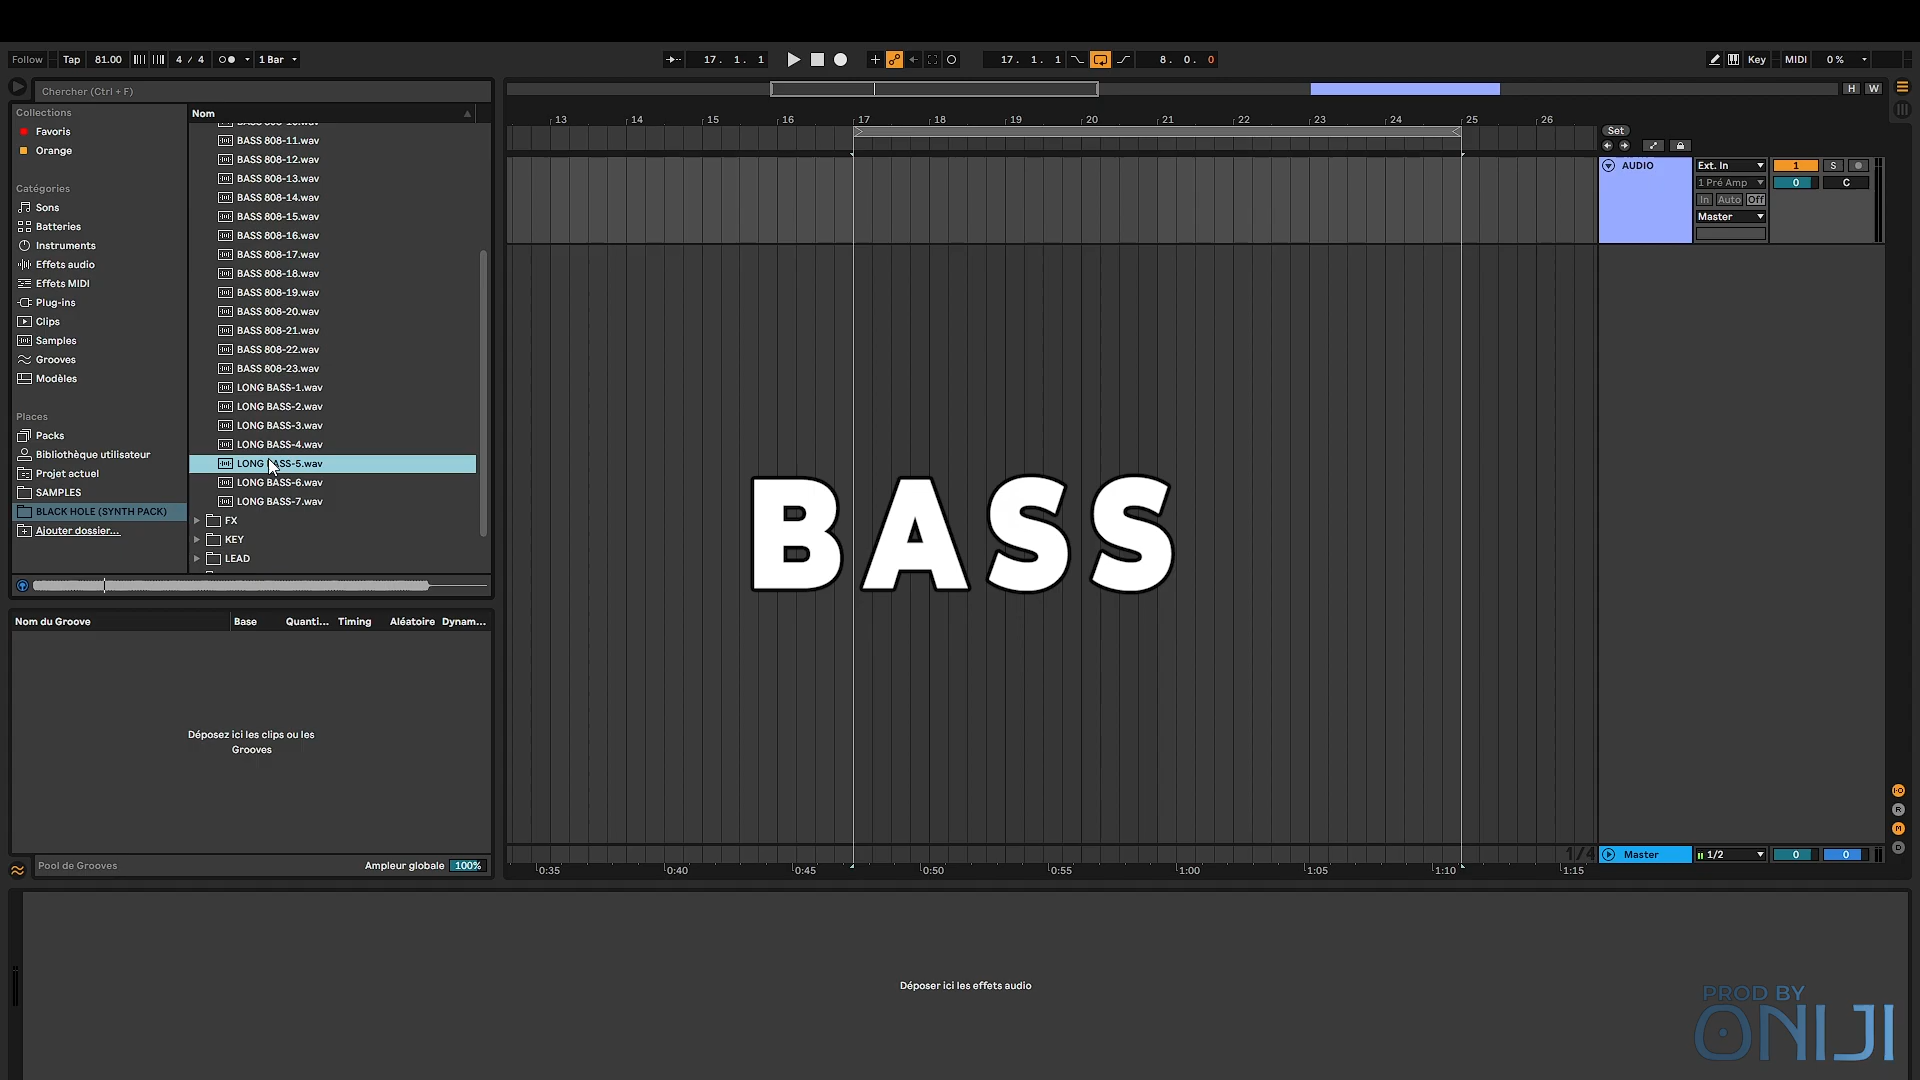 Follow Tap 81.00 4 / 4 1 Bar 17. 1. 1 17. 1. 1 8. 0. 0 Key MIDI 0 %
Chercher (Ctrl + F)
H W
Collections
Favoris
Orange
Catégories
Sons
Batteries
Instruments
Effets audio
Effets MIDI
Plug-ins
Clips
Samples
Grooves
Modèles
Places
Packs
Bibliothèque utilisateur
Projet actuel
SAMPLES
BLACK HOLE (SYNTH PACK)
Ajouter dossier...
Nom
BASS 808-11.wav
BASS 808-12.wav
BASS 808-13.wav
BASS 808-14.wav
BASS 808-15.wav
BASS 808-16.wav
BASS 808-17.wav
BASS 808-18.wav
BASS 808-19.wav
BASS 808-20.wav
BASS 808-21.wav
BASS 808-22.wav
BASS 808-23.wav
LONG BASS-1.wav
LONG BASS-2.wav
LONG BASS-3.wav
LONG BASS-4.wav
LONG BASS-5.wav
LONG BASS-6.wav
LONG BASS-7.wav
FX
KEY
LEAD
13 14 15 16 17 18 19 20 21 22 23 24 25 26
Set
AUDIO Ext. In 1 S
1 Pré Amp 0 C
In Auto Off
Master
BASS
Nom du Groove Base Quanti... Timing Aléatoire Dynam...
Déposez ici les clips ou les
Grooves
Pool de Grooves Ampleur globale 100%
1/4 Master 1/2 0 0
0:35 0:40 0:45 0:50 0:55 1:00 1:05 1:10 1:15
I·O
R
M
D
Déposer ici les effets audio
PROD BY
ONIJI